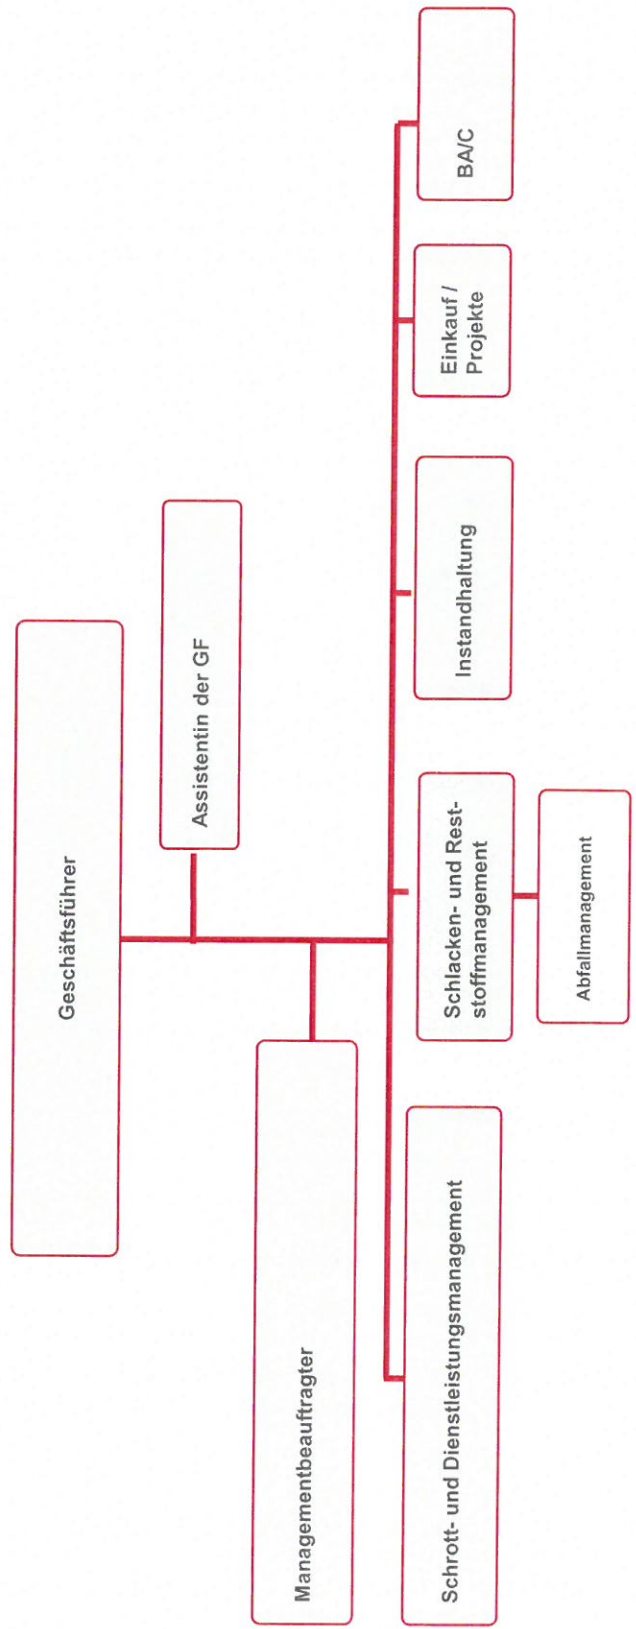 Geschäftsführer
Assistentin der GF
Managementbeauftragter
Schrott- und Dienstleistungsmanagement
Schlacken- und Rest-
stoffmanagement
Instandhaltung
Einkauf /
Projekte
BA/C
Abfallmanagement